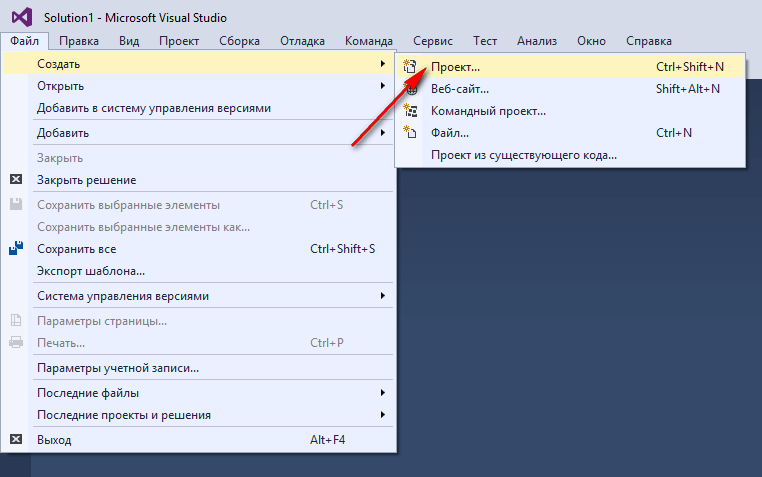 Solution1 - Microsoft Visual Studio
Файл Правка Вид Проект Сборка Отладка Команда Сервис Тест Анализ Окно Справка
Создать
Открыть
Добавить в систему управления версиями
Добавить
Закрыть
Закрыть решение
Сохранить выбранные элементы Ctrl+S
Сохранить выбранные элементы как...
Сохранить все Ctrl+Shift+S
Экспорт шаблона...
Система управления версиями
Параметры страницы...
Печать... Ctrl+P
Параметры учетной записи...
Последние файлы
Последние проекты и решения
Выход Alt+F4
Проект... Ctrl+Shift+N
Веб-сайт... Shift+Alt+N
Командный проект...
Файл... Ctrl+N
Проект из существующего кода...